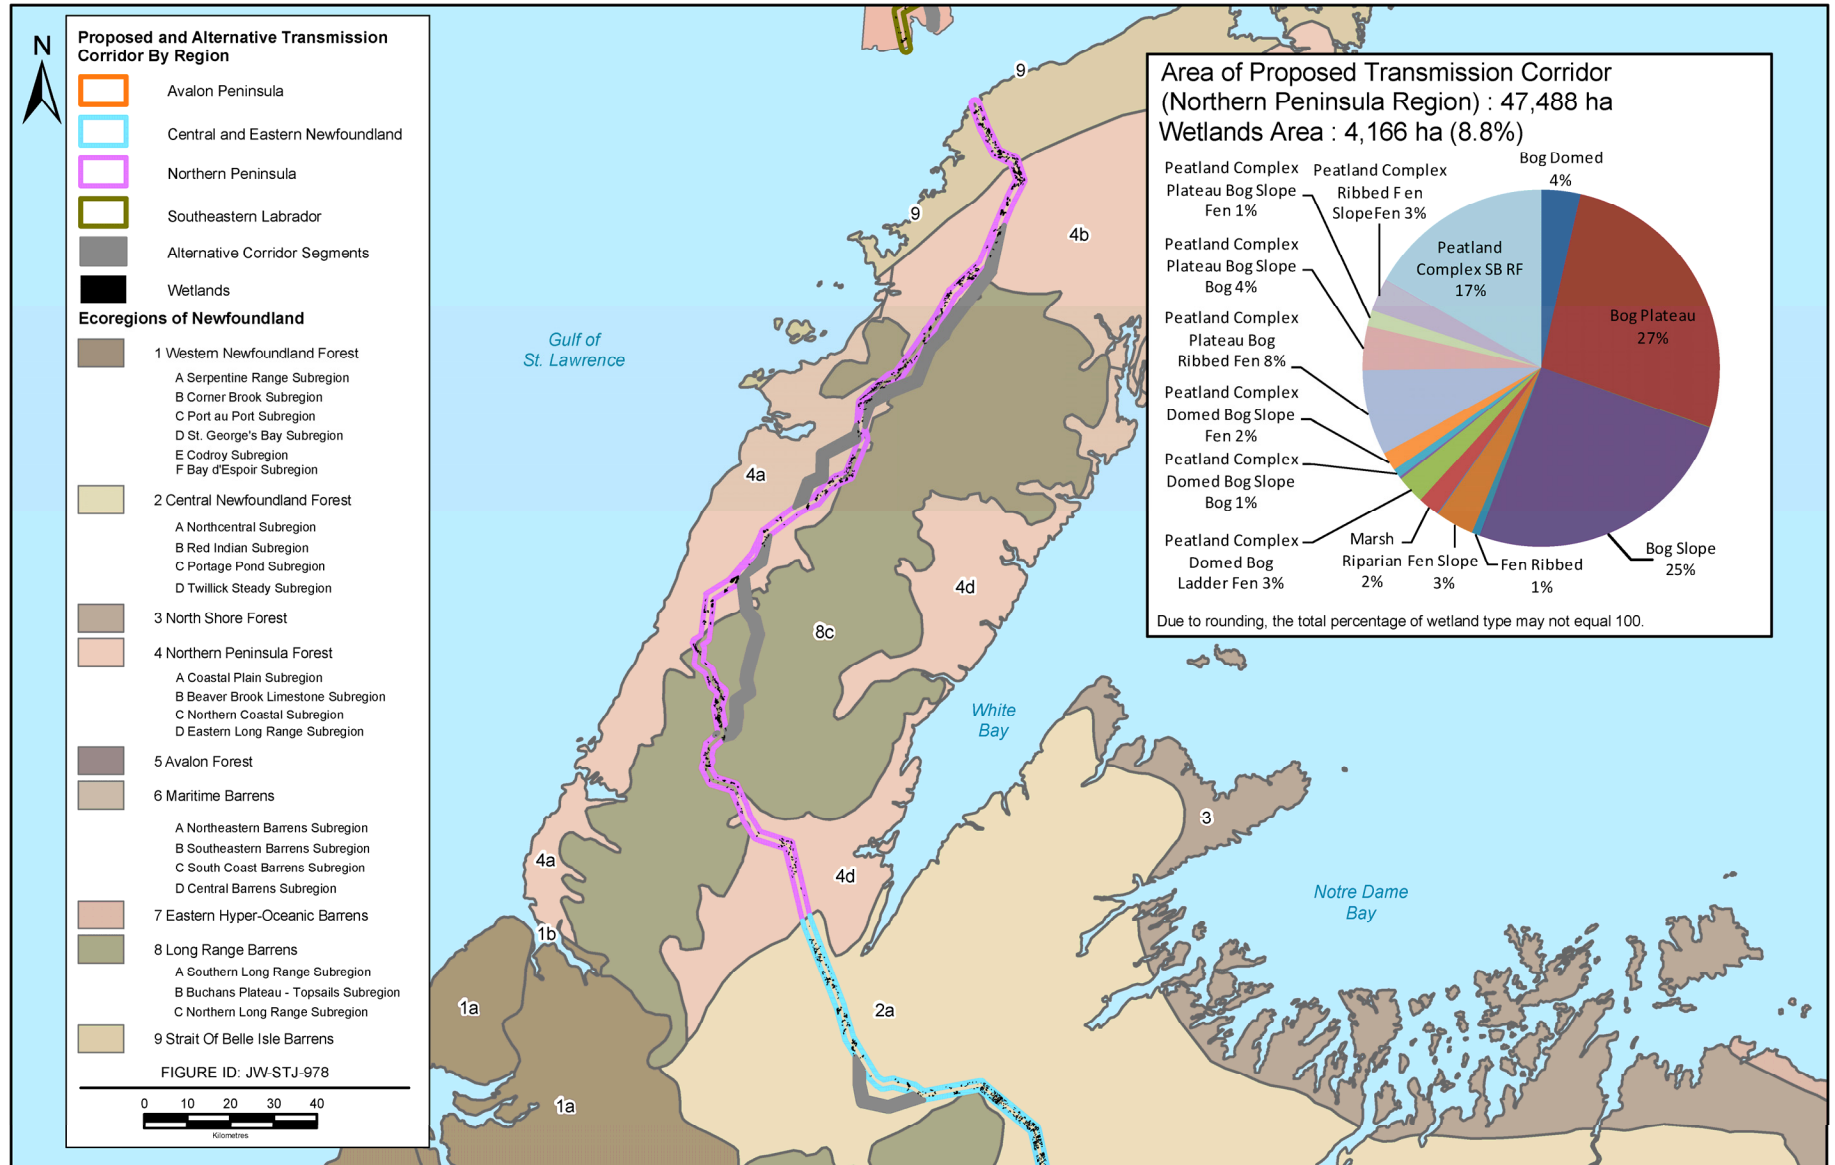 N
Proposed and Alternative Transmission
Corridor By Region
Avalon Peninsula
Central and Eastern Newfoundland
Northern Peninsula
Southeastern Labrador
Alternative Corridor Segments
Wetlands
Ecoregions of Newfoundland
1 Western Newfoundland Forest
A Serpentine Range Subregion
B Corner Brook Subregion
C Port au Port Subregion
D St. George's Bay Subregion
E Codroy Subregion
F Bay d'Espoir Subregion
2 Central Newfoundland Forest
A Northcentral Subregion
B Red Indian Subregion
C Portage Pond Subregion
D Twillick Steady Subregion
3 North Shore Forest
4 Northern Peninsula Forest
A Coastal Plain Subregion
B Beaver Brook Limestone Subregion
C Northern Coastal Subregion
D Eastern Long Range Subregion
5 Avalon Forest
6 Maritime Barrens
A Northeastern Barrens Subregion
B Southeastern Barrens Subregion
C South Coast Barrens Subregion
D Central Barrens Subregion
7 Eastern Hyper-Oceanic Barrens
8 Long Range Barrens
A Southern Long Range Subregion
B Buchans Plateau - Topsails Subregion
C Northern Long Range Subregion
9 Strait Of Belle Isle Barrens
FIGURE ID: JW-STJ-978
0 10 20 30 40
Kilometres
9
9
4b
Gulf of
St. Lawrence
4a
4d
8c
White
Bay
3
4a
4d
1b
Notre Dame
Bay
1a
2a
1a
Area of Proposed Transmission Corridor
(Northern Peninsula Region) : 47,488 ha
Wetlands Area : 4,166 ha (8.8%)
Bog Domed
4%
Bog Plateau
27%
Bog Slope
25%
Fen Ribbed
1%
Fen Slope
3%
Marsh
Riparian
2%
Peatland Complex
Domed Bog
Ladder Fen 3%
Peatland Complex
Domed Bog Slope
Bog 1%
Peatland Complex
Domed Bog Slope
Fen 2%
Peatland Complex
Plateau Bog
Ribbed Fen 8%
Peatland Complex
Plateau Bog Slope
Bog 4%
Peatland Complex
Plateau Bog Slope
Fen 1%
Peatland Complex
Ribbed Fen
SlopeFen 3%
Peatland
Complex SB RF
17%
Due to rounding, the total percentage of wetland type may not equal 100.